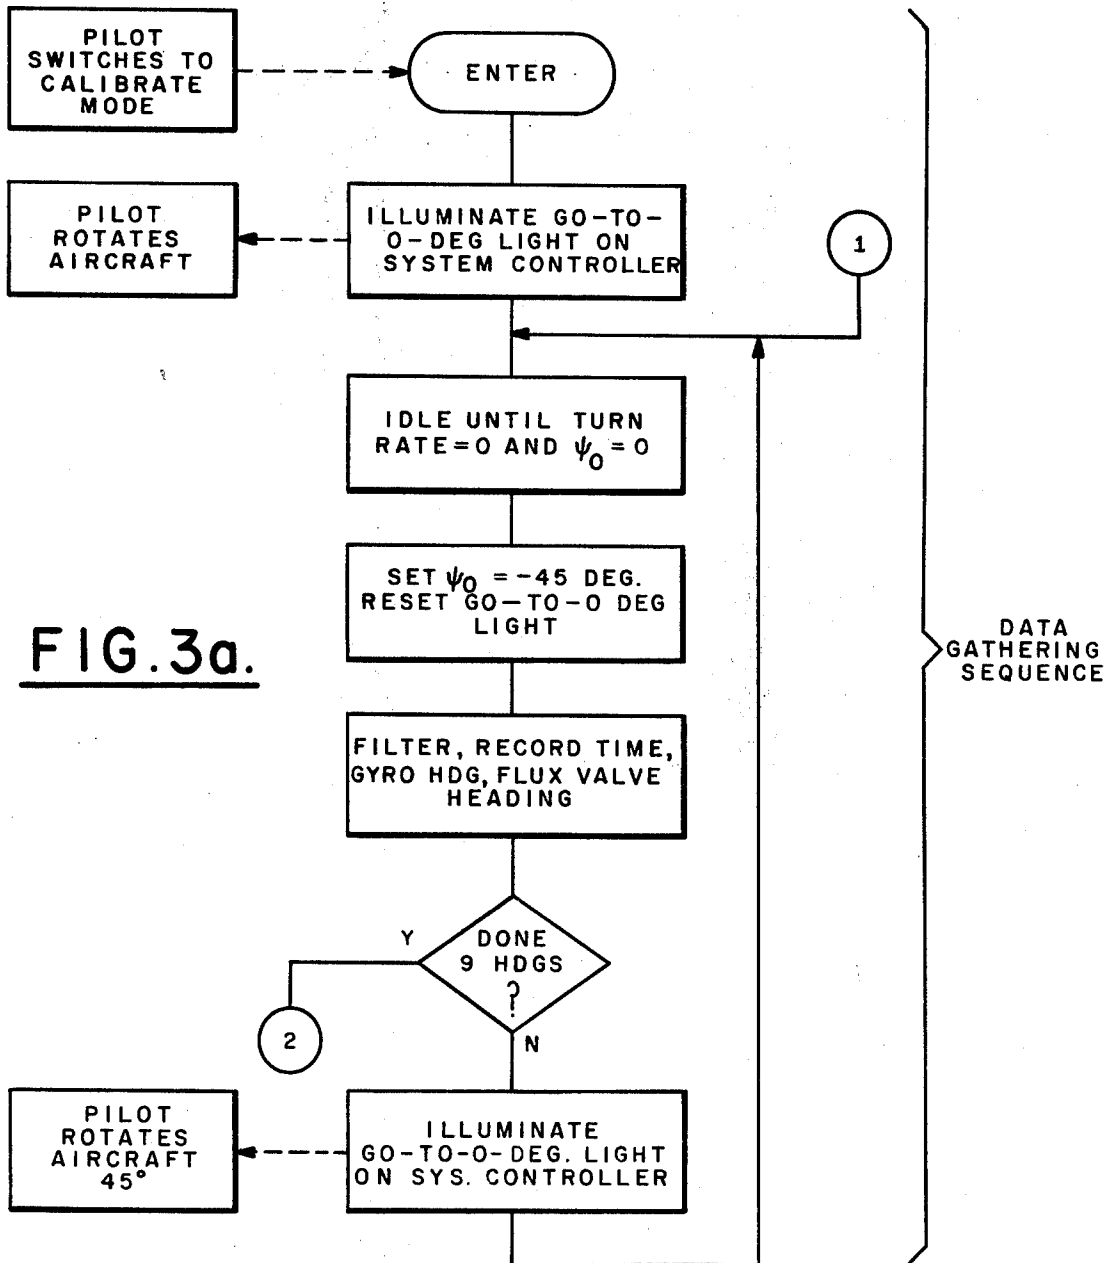 PILOT
SWITCHES TO
CALIBRATE
MODE
ENTER
PILOT
ROTATES
AIRCRAFT
ILLUMINATE GO-TO-
0-DEG LIGHT ON
SYSTEM CONTROLLER
1
IDLE UNTIL TURN
RATE=0 AND ψ0=0
SET ψ0 = -45 DEG.
RESET GO-TO-0 DEG
LIGHT
FIG.3a.
DATA
GATHERING
SEQUENCE
FILTER, RECORD TIME,
GYRO HDG, FLUX VALVE
HEADING
Y
DONE
9 HDGS
?
2
N
PILOT
ROTATES
AIRCRAFT
45°
ILLUMINATE
GO-TO-0-DEG. LIGHT
ON SYS. CONTROLLER